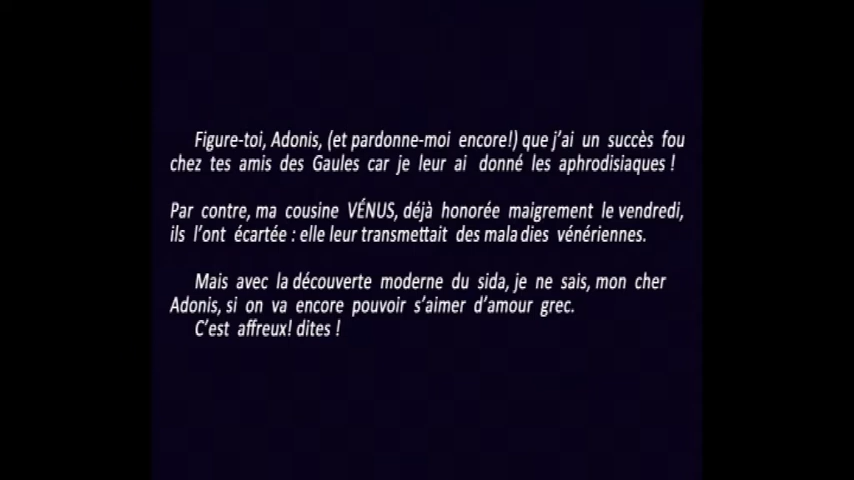 Figure-toi, Adonis, (et pardonne-moi encore!) que j'ai un succès fou
chez tes amis des Gaules car je leur ai donné les aphrodisiaques !
Par contre, ma cousine VÉNUS, déjà honorée maigrement le vendredi,
ils l'ont écartée : elle leur transmettait des mala dies vénériennes.
Mais avec la découverte moderne du sida, je ne sais, mon cher
Adonis, si on va encore pouvoir s'aimer d'amour grec.
C'est affreux! dites !